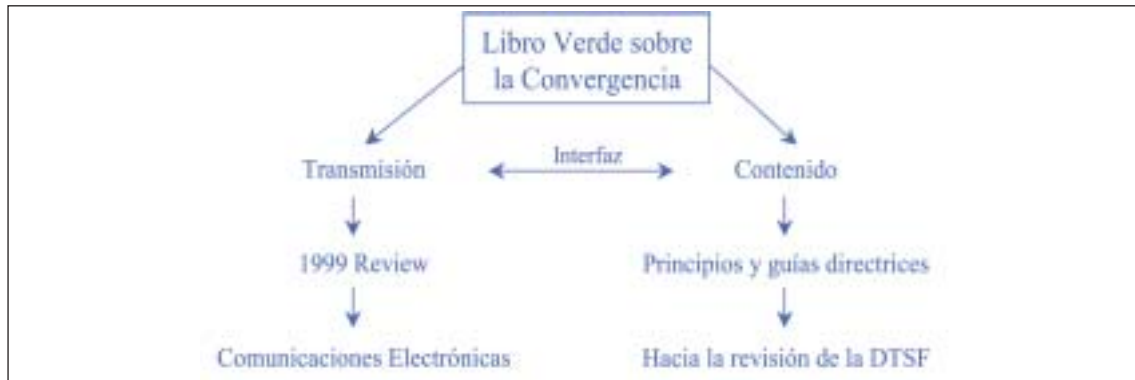 Libro Verde sobre
la Convergencia
Interfaz
Transmisión
Contenido
1999 Review
Principios y guías directrices
Comunicaciones Electrónicas
Hacia la revisión de la DTSF